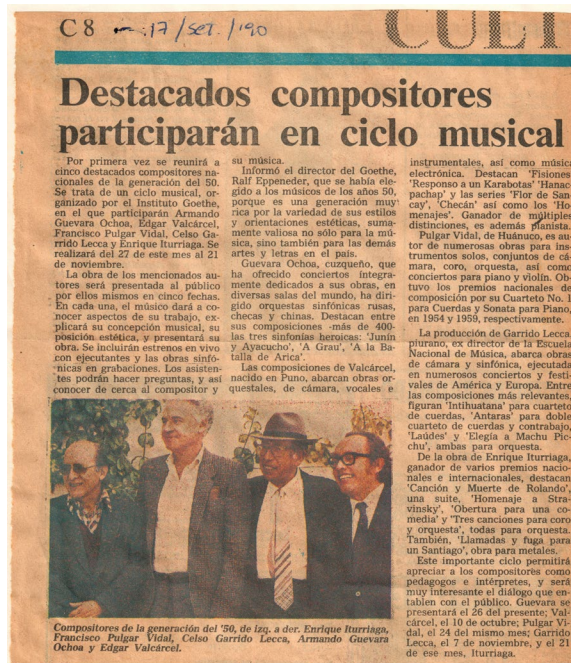 C 8
17/set./90
CULT
Destacados compositores
participarán en ciclo musical
Por primera vez se reunirá a
cinco destacados compositores na-
cionales de la generación del 50.
Se trata de un ciclo musical, or-
ganizado por el Instituto Goethe,
en el que participarán Armando
Guevara Ochoa, Edgar Valcárcel,
Francisco Pulgar Vidal, Celso Ga-
rrido Lecca y Enrique Iturriaga. Se
realizará del 27 de este mes al 21
de noviembre.
La obra de los mencionados au-
tores será presentada al público
por ellos mismos en cinco fechas.
En cada una, el músico dará a co-
nocer aspectos de su trabajo, ex-
plicará su concepción musical, su
posición estética, y presentará su
obra. Se incluirán estrenos en vivo
con ejecutantes y las obras sinfó-
nicas en grabaciones. Los asisten-
tes podrán hacer preguntas, y así
conocer de cerca al compositor y
su música.
Informó el director del Goethe,
Ralf Eppeneder, que se había ele-
gido a los músicos de los años 50,
porque es una generación muy
rica por la variedad de sus estilos
y orientaciones estéticas, suma-
mente valiosa no sólo para la mú-
sica, sino también para las demás
artes y letras en el país.
Guevara Ochoa, cuzqueño, que
ha ofrecido conciertos íntegra-
mente dedicados a sus obras, en
diversas salas del mundo, ha diri-
gido orquestas sinfónicas rusas,
checas y chinas. Destacan entre
sus composiciones -más de 400-
las tres sinfonías heroicas: 'Junín
y Ayacucho', 'A Grau', 'A la Ba-
talla de Arica'.
Las composiciones de Valcárcel,
nacido en Puno, abarcan obras or-
questales, de cámara, vocales e
instrumentales, así como música
electrónica. Destacan 'Fisiones'
'Responso a un Karabotas' 'Hanac-
pachap' y las series 'Flor de San-
cay', 'Checán' así como los 'Ho-
menajes'. Ganador de múltiples
distinciones, es además pianista.
Pulgar Vidal, de Huánuco, es au-
tor de numerosas obras para ins-
trumentos solos, conjuntos de cá-
mara, coro, orquesta, así como
conciertos para piano y violín. Ob-
tuvo los premios nacionales de
composición por su Cuarteto No. 1
para Cuerdas y Sonata para Piano,
en 1954 y 1959, respectivamente.
La producción de Garrido Lecca,
piurano, ex director de la Escuela
Nacional de Música, abarca obras
de cámara y sinfónica, ejecutada
en numerosos conciertos y festi-
vales de América y Europa. Entre
las composiciones más relevantes,
figuran 'Intihuatana' para cuarteto
de cuerdas, 'Antaras' para doble
cuarteto de cuerdas y contrabajo,
'Laúdes' y 'Elegía a Machu Pic-
chu', ambas para orquesta.
De la obra de Enrique Iturriaga,
ganador de varios premios nacio-
nales e internacionales, destacan
'Canción y Muerte de Rolando',
una suite, 'Homenaje a Stra-
vinsky', 'Obertura para una co-
media' y 'Tres canciones para coro
y orquesta', todas para orquesta.
También, 'Llamadas y fuga para
un Santiago', obra para metales.
Este importante ciclo permitirá
apreciar a los compositores como
pedagogos e intérpretes, y será
muy interesante el diálogo que en-
tablen con el público. Guevara se
presentará el 26 del presente; Val-
cárcel, el 10 de octubre; Pulgar Vi-
dal, el 24 del mismo mes; Garrido
Lecca, el 7 de noviembre, y el 21
de ese mes, Iturriaga.
Compositores de la generación del '50, de izq. a der. Enrique Iturriaga,
Francisco Pulgar Vidal, Celso Garrido Lecca, Armando Guevara
Ochoa y Edgar Valcárcel.